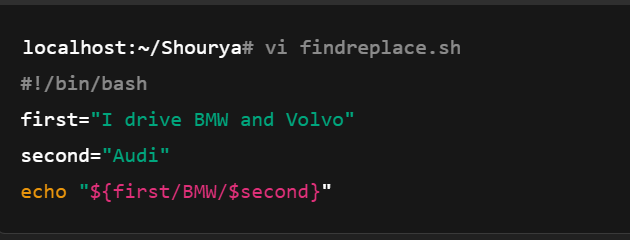 localhost:~/Shourya# vi findreplace.sh
#!/bin/bash
first="I drive BMW and Volvo"
second="Audi"
echo "${first/BMW/$second}"